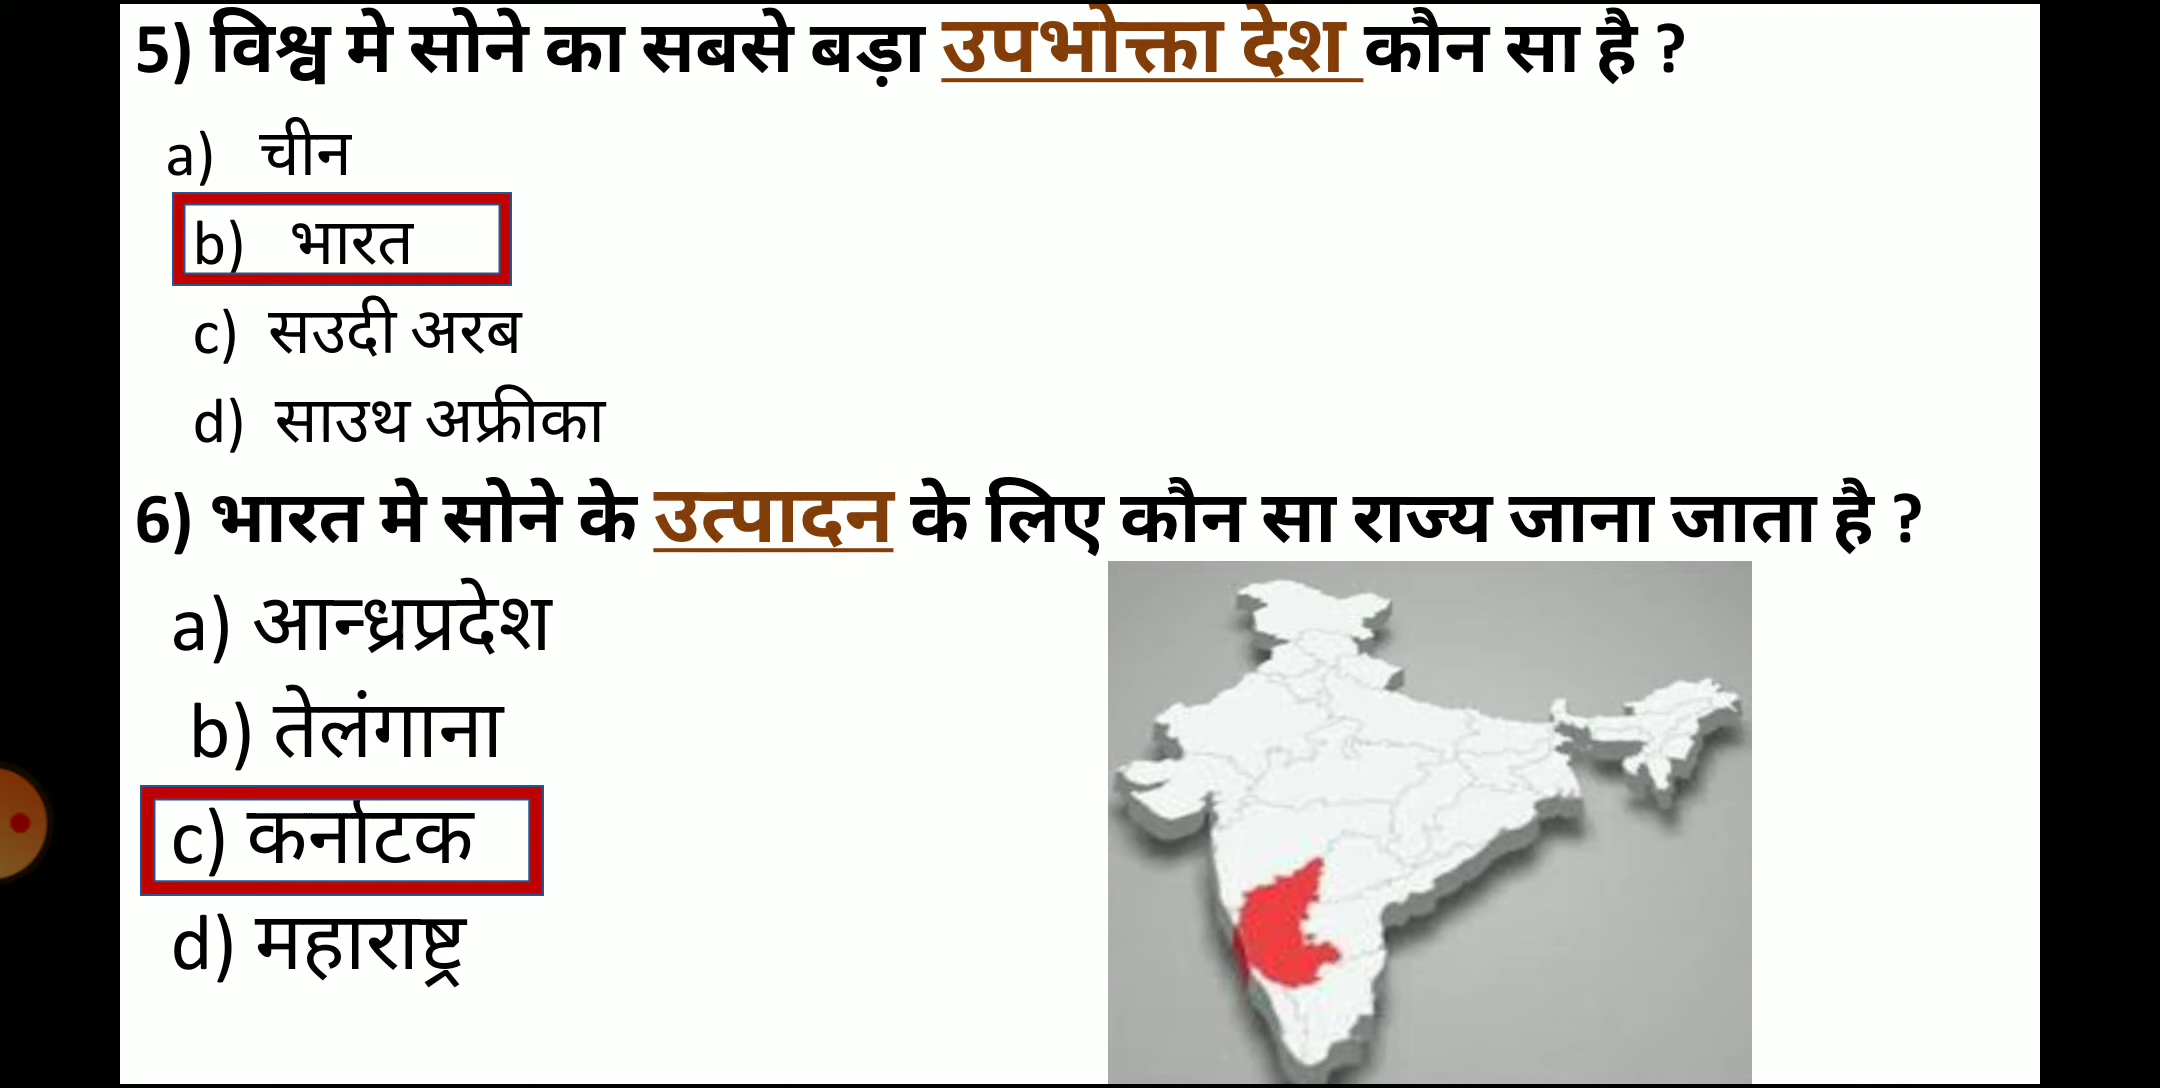 5) विश्व मे सोने का सबसे बड़ा उपभोक्ता देश कौन सा है ?
a) चीन
b) भारत
c) सउदी अरब
d) साउथ अफ्रीका
6) भारत मे सोने के उत्पादन के लिए कौन सा राज्य जाना जाता है ?
a) आन्ध्रप्रदेश
b) तेलंगाना
c) कर्नाटक
d) महाराष्ट्र